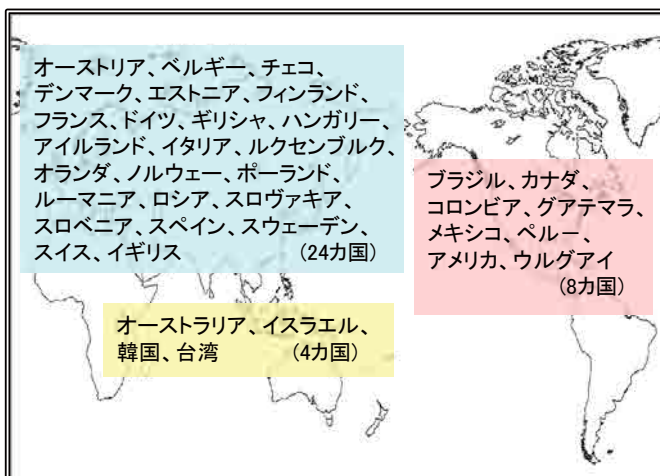 オーストリア、ベルギー、チェコ、
デンマーク、エストニア、フィンランド、
フランス、ドイツ、ギリシャ、ハンガリー、
アイルランド、イタリア、ルクセンブルク、
オランダ、ノルウェー、ポーランド、
ルーマニア、ロシア、スロヴァキア、
スロベニア、スペイン、スウェーデン、
スイス、イギリス (24カ国)
ブラジル、カナダ、
コロンビア、グアテマラ、
メキシコ、ペルー、
アメリカ、ウルグアイ
(8カ国)
オーストラリア、イスラエル、
韓国、台湾 (4カ国)